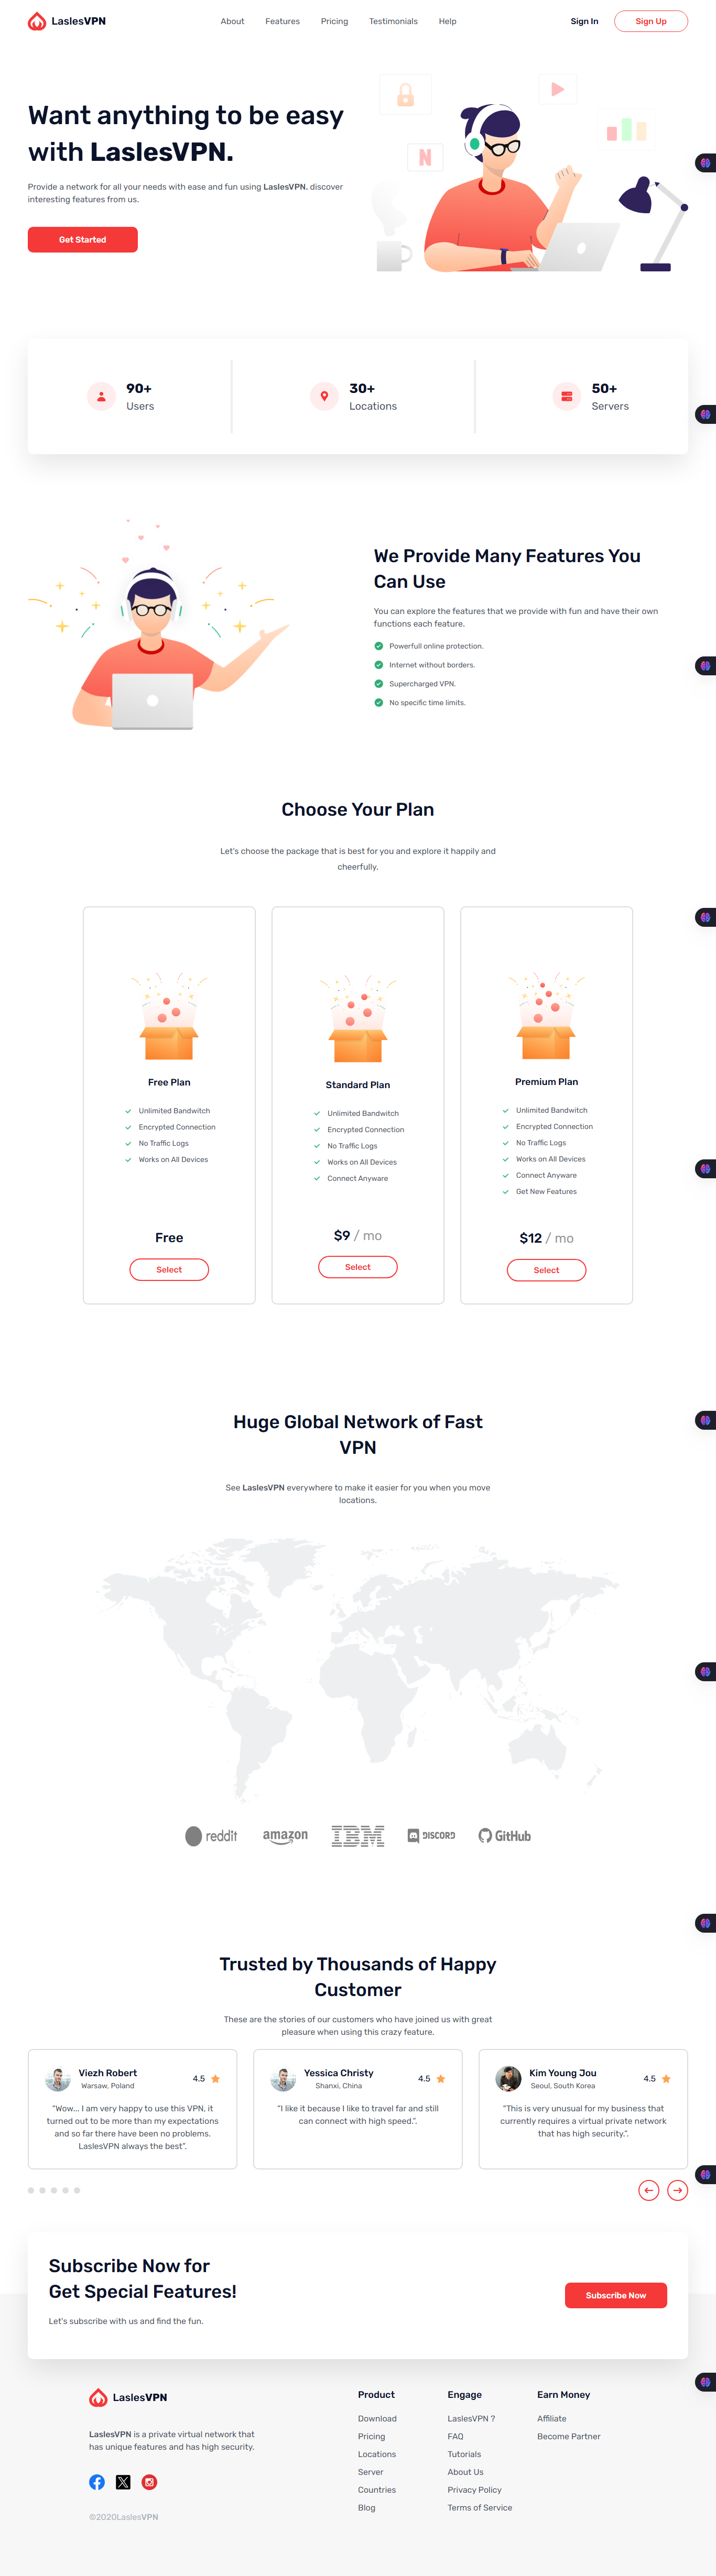 LaslesVPN
About
Features
Pricing
Testimonials
Help
Sign In
Sign Up
Want anything to be easy
with LaslesVPN.
Provide a network for all your needs with ease and fun using LaslesVPN. discover
interesting features from us.
Get Started
N
90+
Users
30+
Locations
50+
Servers
We Provide Many Features You
Can Use
You can explore the features that we provide with fun and have their own
functions each feature.
Powerfull online protection.
Internet without borders.
Supercharged VPN.
No specific time limits.
Choose Your Plan
Let's choose the package that is best for you and explore it happily and
cheerfully.
Free Plan
Unlimited Bandwitch
Encrypted Connection
No Traffic Logs
Works on All Devices
Free
Select
Standard Plan
Unlimited Bandwitch
Encrypted Connection
No Traffic Logs
Works on All Devices
Connect Anyware
$9 / mo
Select
Premium Plan
Unlimited Bandwitch
Encrypted Connection
No Traffic Logs
Works on All Devices
Connect Anyware
Get New Features
$12 / mo
Select
Huge Global Network of Fast
VPN
See LaslesVPN everywhere to make it easier for you when you move
locations.
reddit
amazon
IBM
DISCORD
GitHub
Trusted by Thousands of Happy
Customer
These are the stories of our customers who have joined us with great
pleasure when using this crazy feature.
Viezh Robert
Warsaw, Poland
4.5
"Wow... I am very happy to use this VPN, it
turned out to be more than my expectations
and so far there have been no problems.
LaslesVPN always the best".
Yessica Christy
Shanxi, China
4.5
"I like it because I like to travel far and still
can connect with high speed.".
Kim Young Jou
Seoul, South Korea
4.5
"This is very unusual for my business that
currently requires a virtual private network
that has high security.".
Subscribe Now for
Get Special Features!
Let's subscribe with us and find the fun.
Subscribe Now
LaslesVPN
LaslesVPN is a private virtual network that
has unique features and has high security.
©2020LaslesVPN
Product
Download
Pricing
Locations
Server
Countries
Blog
Engage
LaslesVPN ?
FAQ
Tutorials
About Us
Privacy Policy
Terms of Service
Earn Money
Affiliate
Become Partner